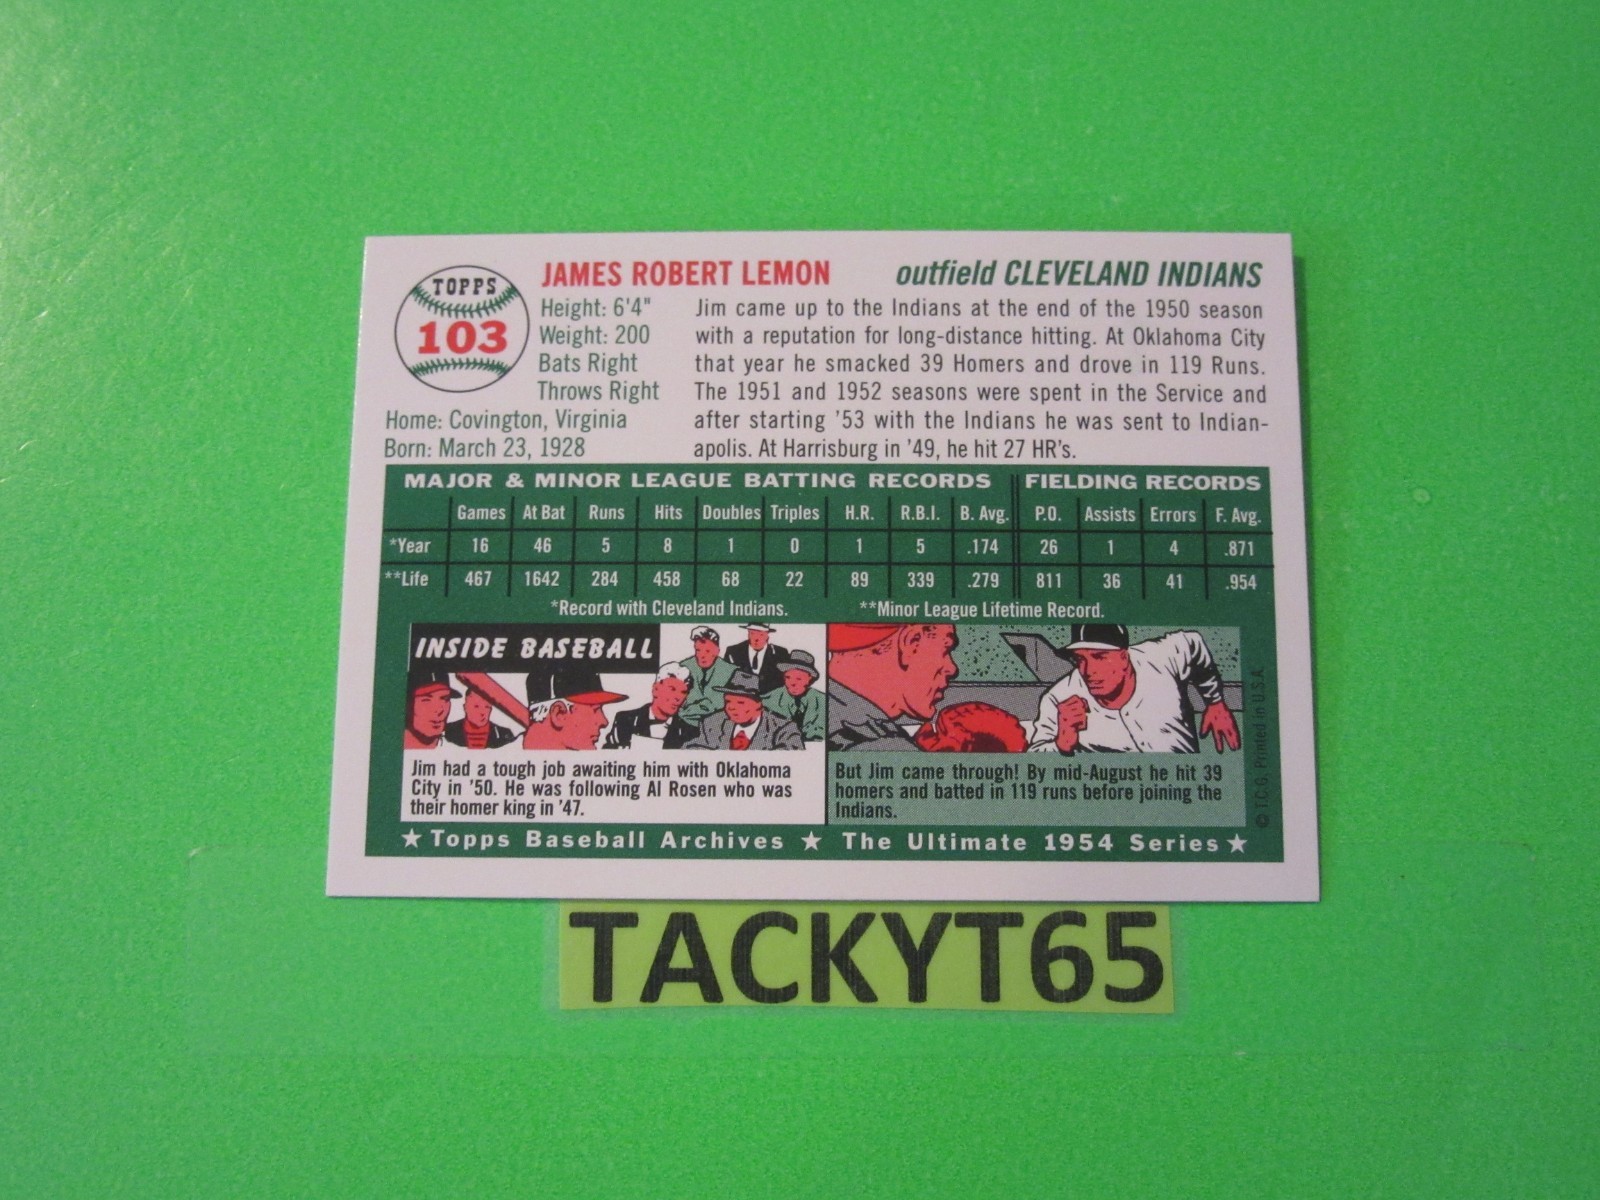 TOPPS
103
JAMES ROBERT LEMON
outfield CLEVELAND INDIANS
Height: 6'4"
Weight: 200
Bats Right
Throws Right
Home: Covington, Virginia
Born: March 23, 1928
Jim came up to the Indians at the end of the 1950 season
with a reputation for long-distance hitting. At Oklahoma City
that year he smacked 39 Homers and drove in 119 Runs.
The 1951 and 1952 seasons were spent in the Service and
after starting '53 with the Indians he was sent to Indian-
apolis. At Harrisburg in '49, he hit 27 HR's.
MAJOR & MINOR LEAGUE BATTING RECORDS FIELDING RECORDS
Games At Bat Runs Hits Doubles Triples H.R. R.B.I. B. Avg. P.O. Assists Errors F. Avg.
*Year 16 46 5 8 1 0 1 5 .174 26 1 4 .871
**Life 467 1642 284 458 68 22 89 339 .279 811 36 41 .954
*Record with Cleveland Indians. **Minor League Lifetime Record.
INSIDE BASEBALL
Jim had a tough job awaiting him with Oklahoma
City in '50. He was following Al Rosen who was
their homer king in '47.
But Jim came through! By mid-August he hit 39
homers and batted in 119 runs before joining the
Indians.
© T.C.G. Printed in U.S.A.
★ Topps Baseball Archives ★ The Ultimate 1954 Series ★
TACKYT65